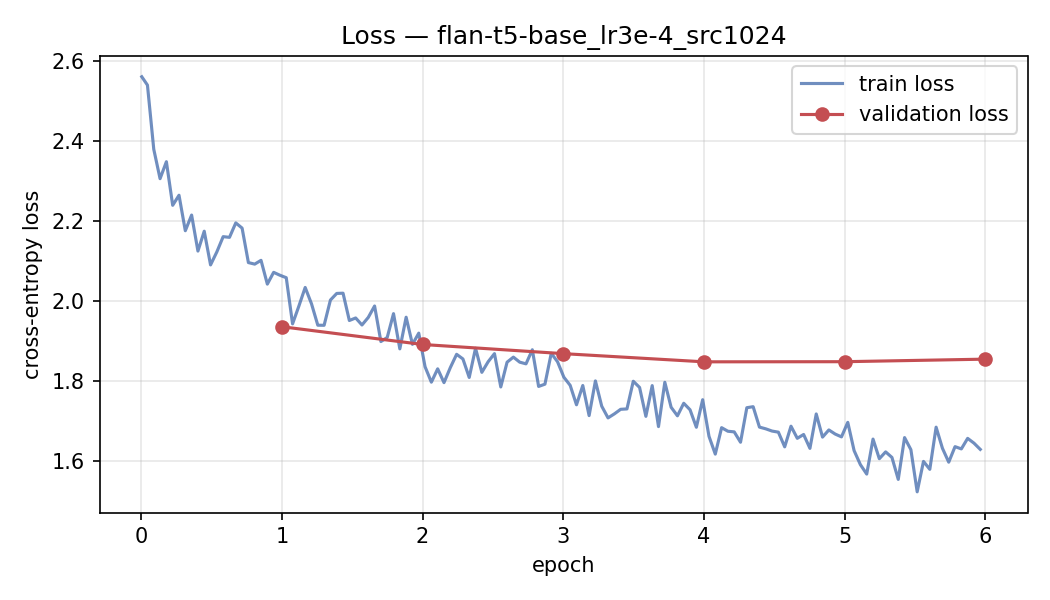 Loss — flan-t5-base_lr3e-4_src1024
train loss
validation loss
cross-entropy loss
2.6
2.4
2.2
2.0
1.8
1.6
0 1 2 3 4 5 6
epoch